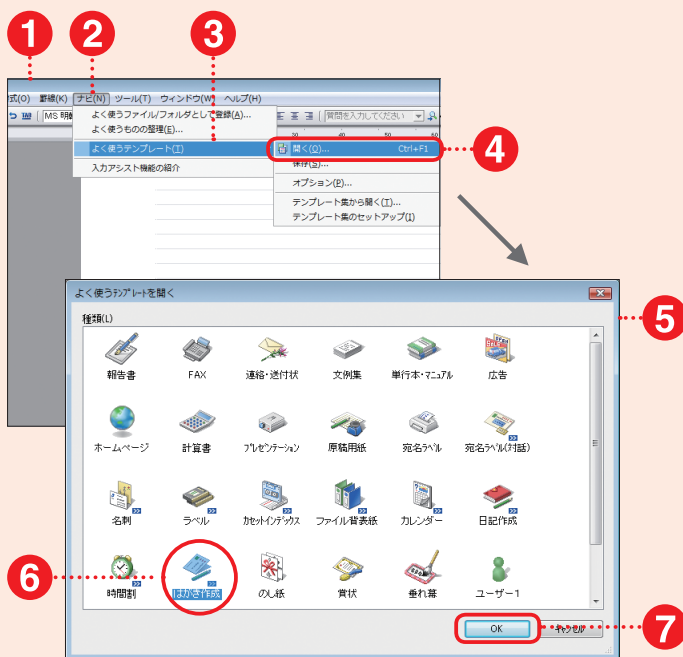 1 2 3
式(O) 罫線(K) ナビ(N) ツール(T) ウィンドウ(W) ヘルプ(H)
MS 明 質問を入力してください
よく使うファイル/フォルダとして登録(A)...
よく使うものの整理(E)...
30 40 50 60
よく使うテンプレート(T) 開く(O)... Ctrl+F1 4
保存(S)...
入力アシスト機能の紹介
オプション(P)...
テンプレート集から開く(T)...
テンプレート集のセットアップ(I)
よく使うテンプレートを開く
5
種類(L)
報告書 FAX 連絡・送付状 文例集 単行本・マニュアル 広告
ホームページ 計算書 プレゼンテーション 原稿用紙 宛名ラベル 宛名ラベル(対話)
名刺 ラベル カセットインデックス ファイル背表紙 カレンダー 日記作成
6
時間割 はがき作成 のし紙 賞状 垂れ幕 ユーザー1
OK キャンセル 7